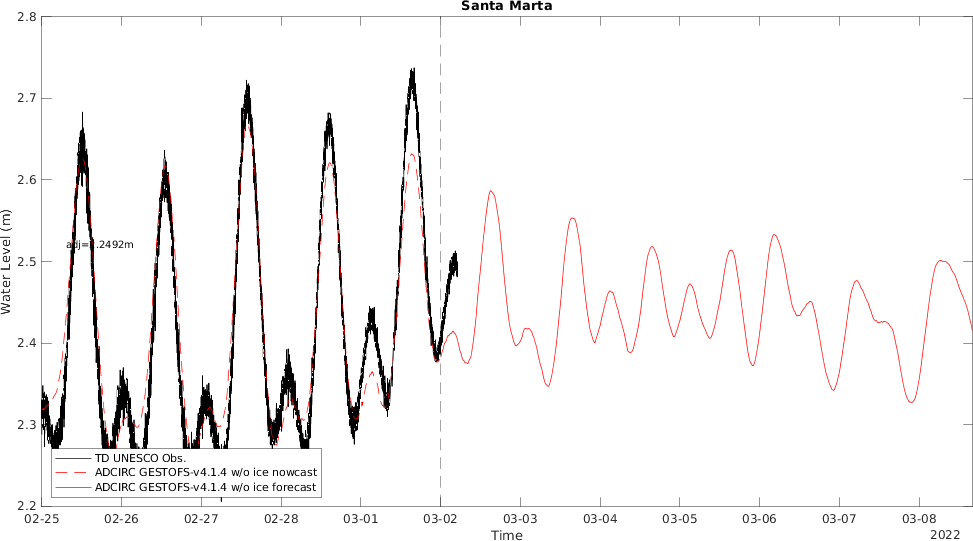 Santa Marta
2.8
2.7
2.6
2.5
2.4
2.3
2.2
Water Level (m)
TD UNESCO Obs.
ADCIRC GESTOFS-v4.1.4 w/o ice nowcast
ADCIRC GESTOFS-v4.1.4 w/o ice forecast
02-25 02-26 02-27 02-28 03-01 03-02 03-03 03-04 03-05 03-06 03-07 03-08
2022
Time